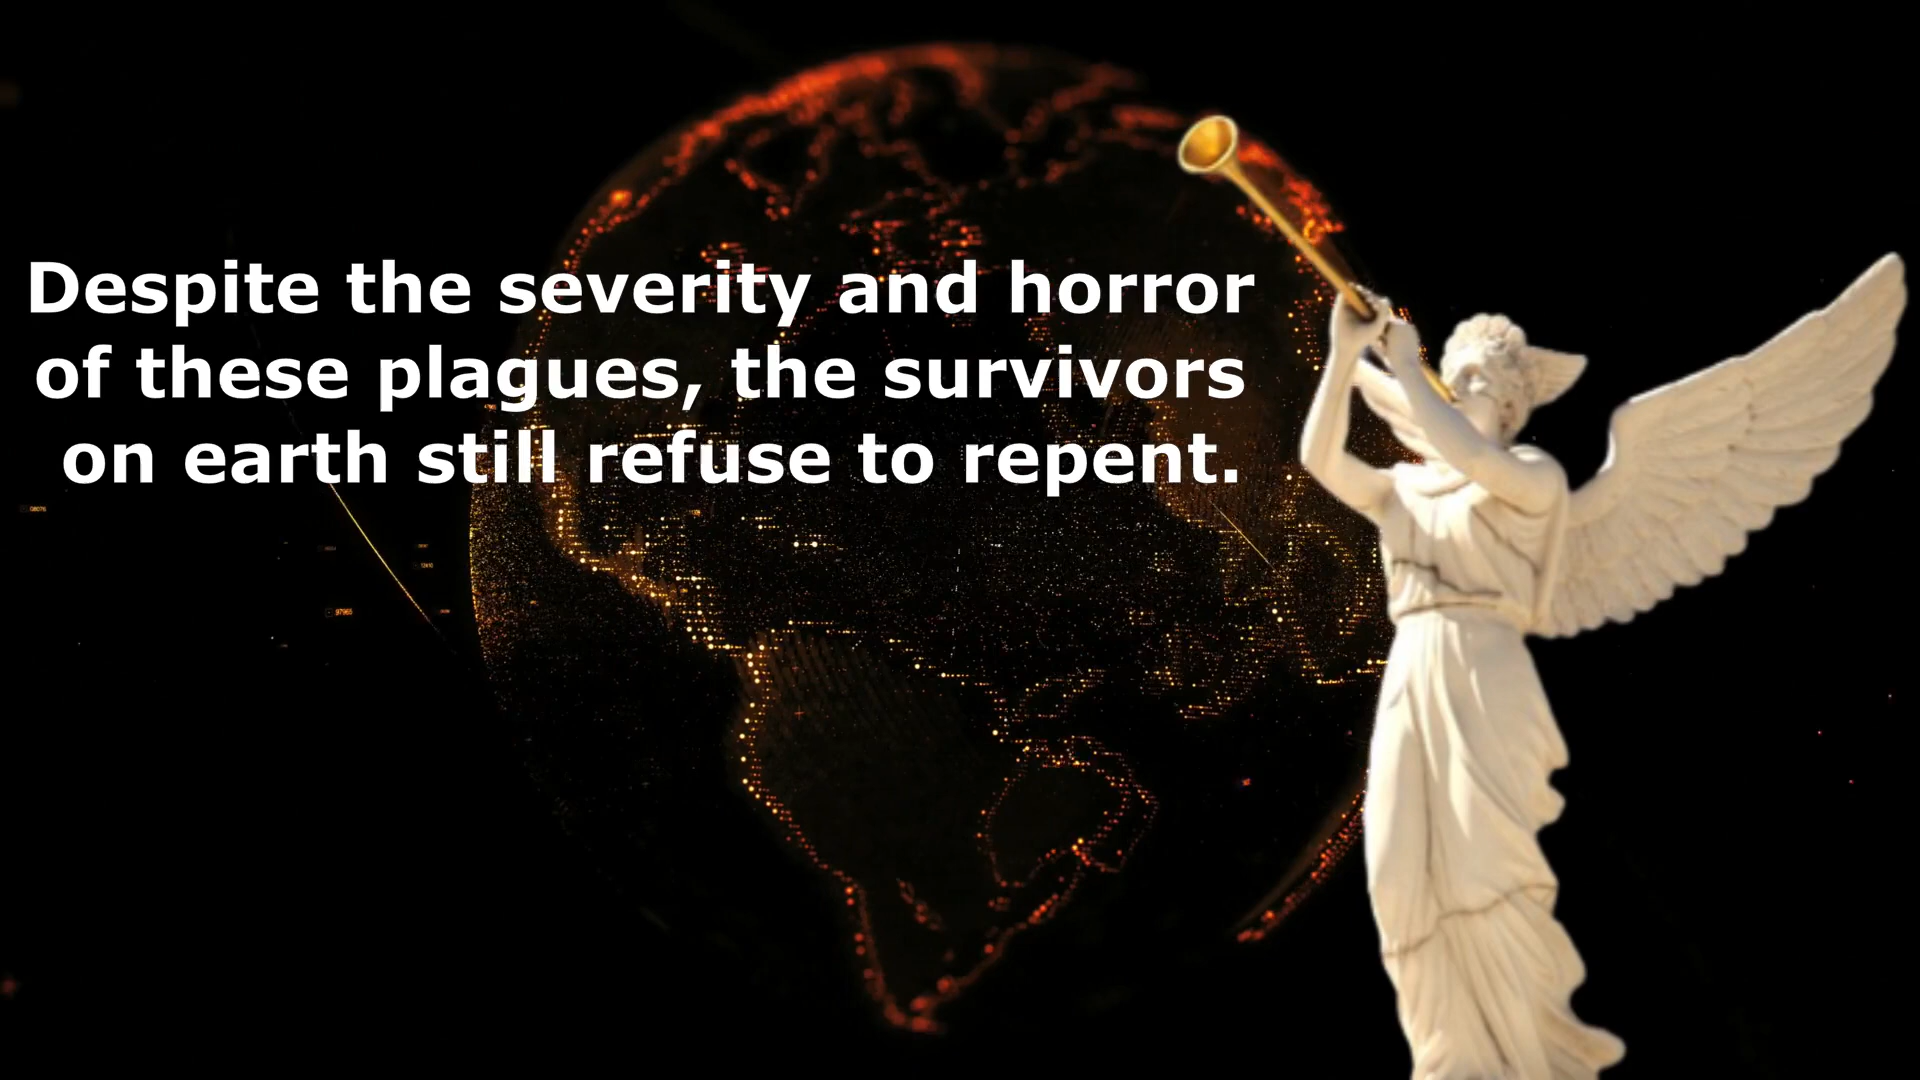 Despite the severity and horror
of these plagues, the survivors
on earth still refuse to repent.